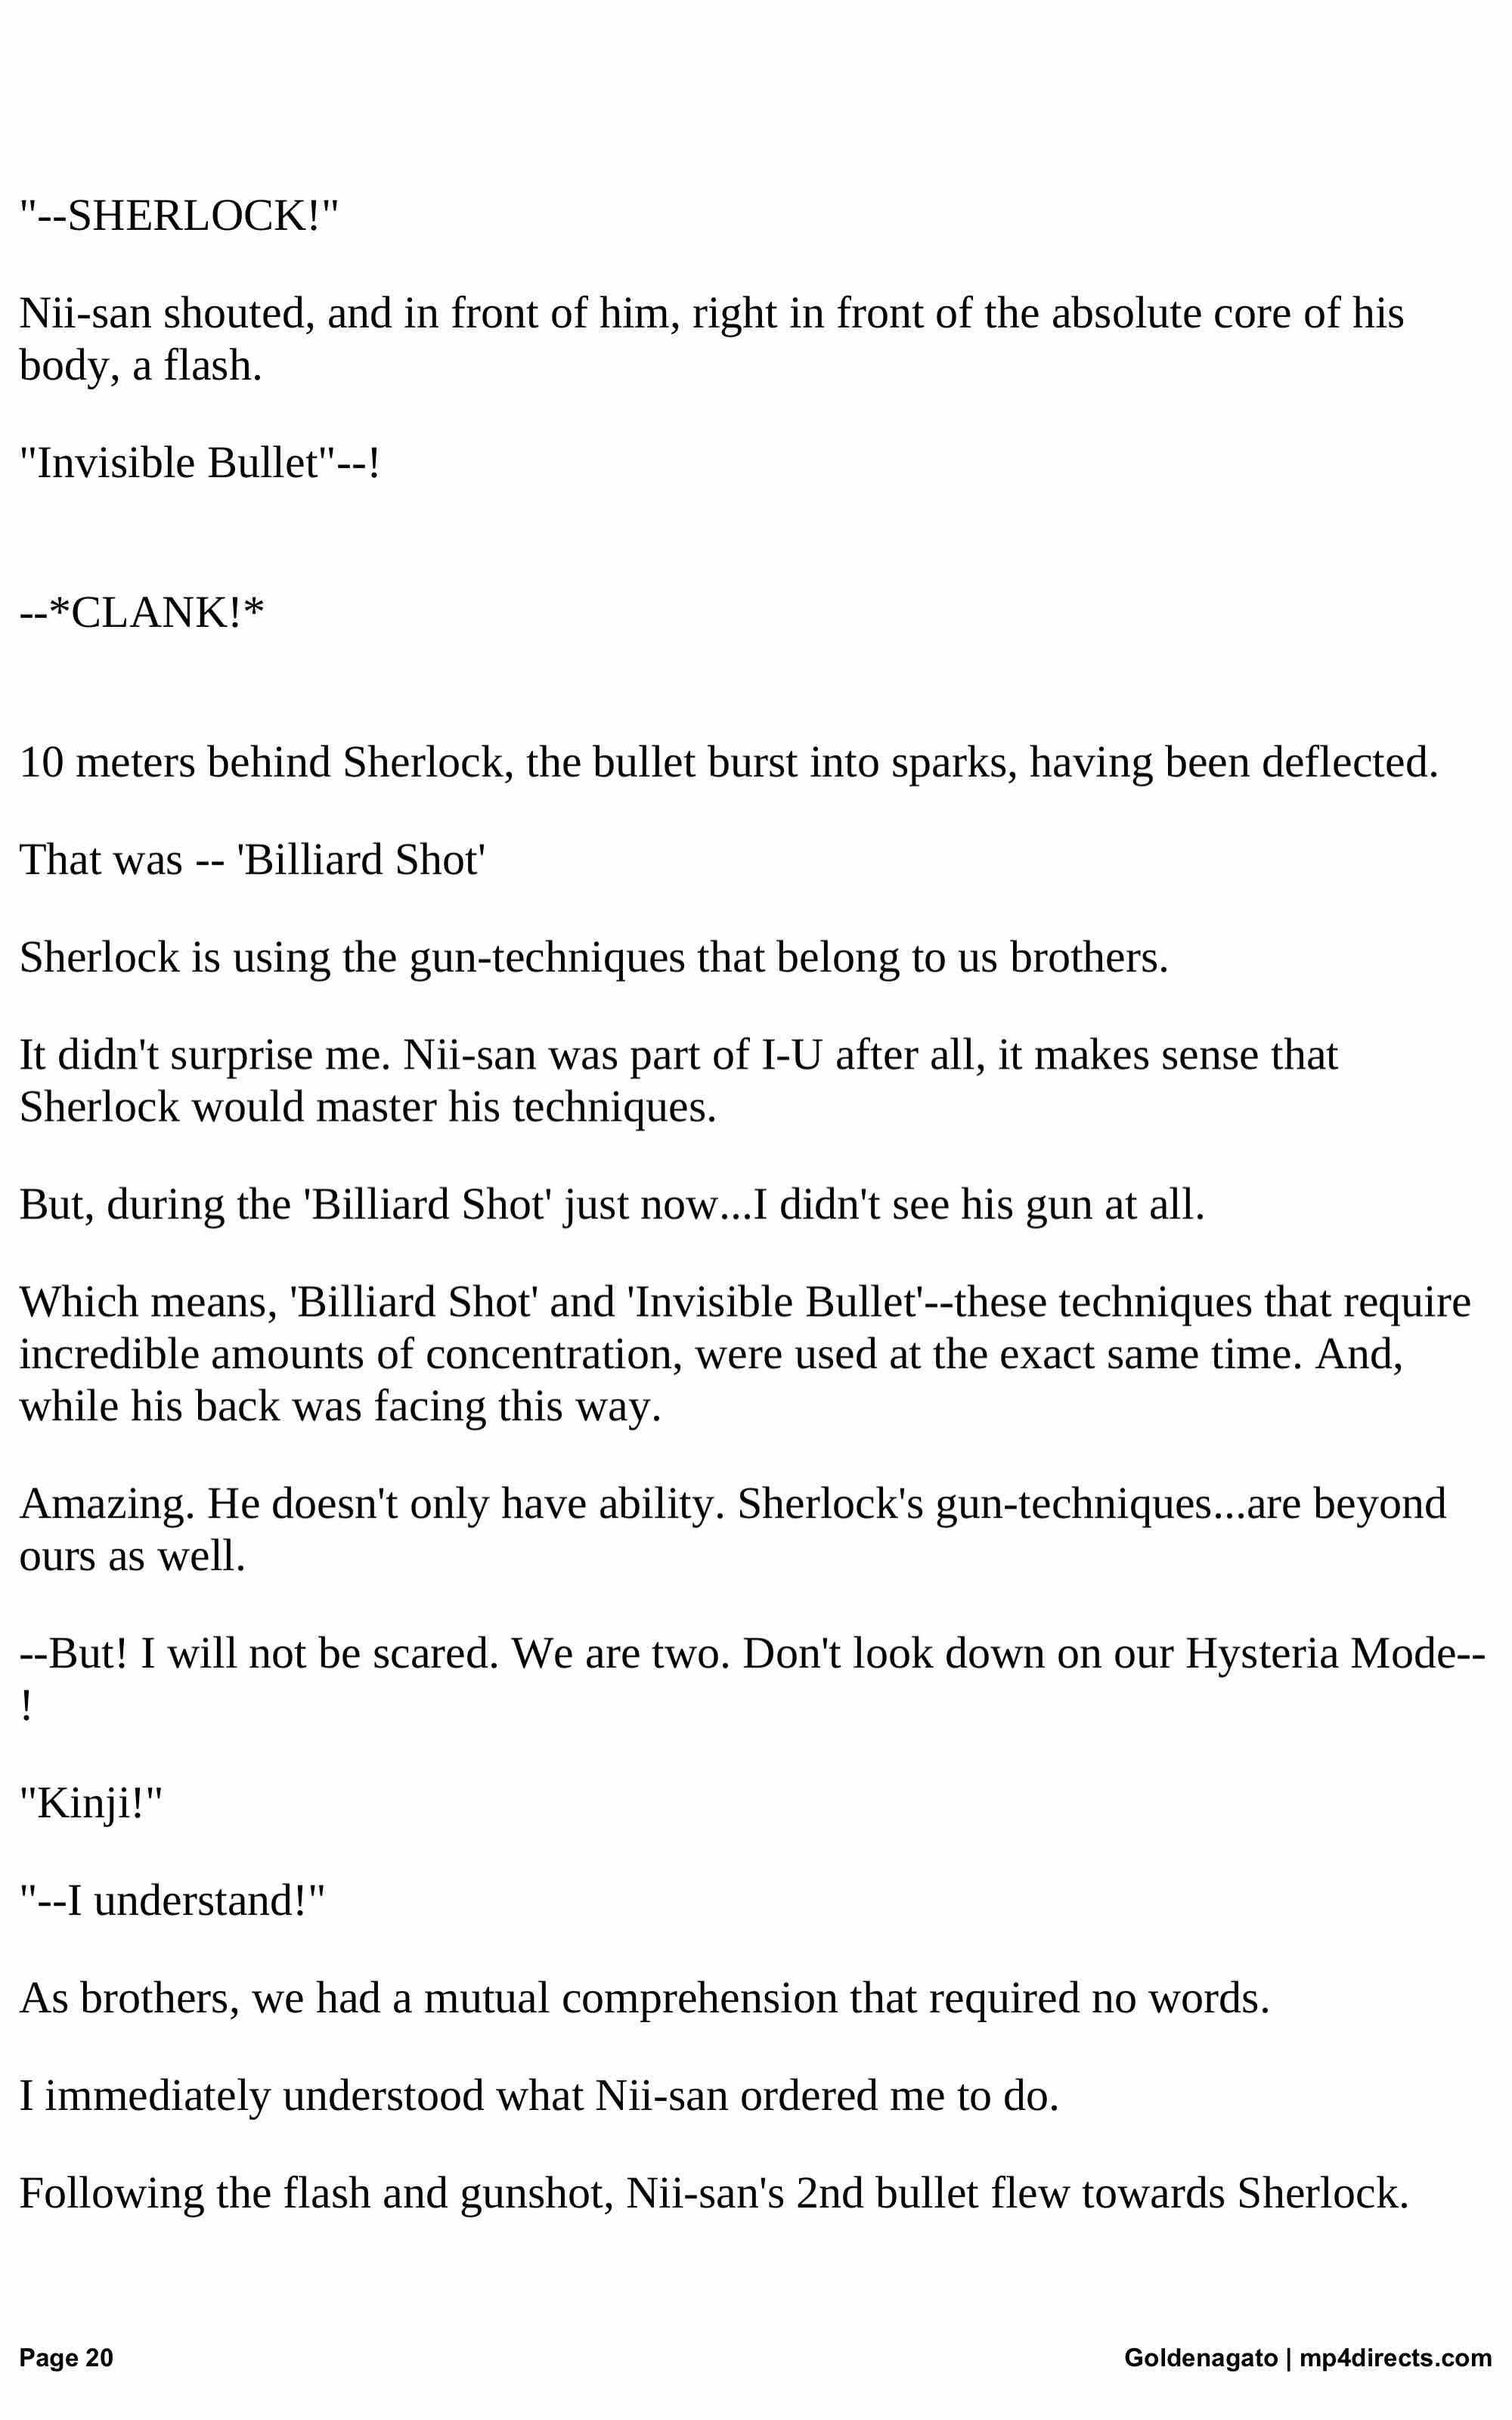 "--SHERLOCK!"
Nii-san shouted, and in front of him, right in front of the absolute core of his
body, a flash.
"Invisible Bullet"--!
--*CLANK!*
10 meters behind Sherlock, the bullet burst into sparks, having been deflected.
That was -- 'Billiard Shot'
Sherlock is using the gun-techniques that belong to us brothers.
It didn't surprise me. Nii-san was part of I-U after all, it makes sense that
Sherlock would master his techniques.
But, during the 'Billiard Shot' just now...I didn't see his gun at all.
Which means, 'Billiard Shot' and 'Invisible Bullet'--these techniques that require
incredible amounts of concentration, were used at the exact same time. And,
while his back was facing this way.
Amazing. He doesn't only have ability. Sherlock's gun-techniques...are beyond
ours as well.
--But! I will not be scared. We are two. Don't look down on our Hysteria Mode--
!
"Kinji!"
"--I understand!"
As brothers, we had a mutual comprehension that required no words.
I immediately understood what Nii-san ordered me to do.
Following the flash and gunshot, Nii-san's 2nd bullet flew towards Sherlock.
Page 20
Goldenagato | mp4directs.com